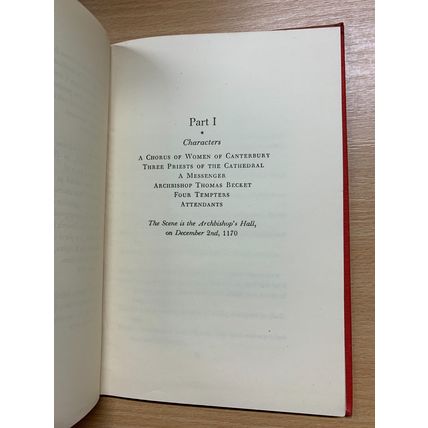 Part I
*
Characters
A Chorus of Women of Canterbury
Three Priests of the Cathedral
A Messenger
Archbishop Thomas Becket
Four Tempters
Attendants
The Scene is the Archbishop's Hall,
on December 2nd, 1170